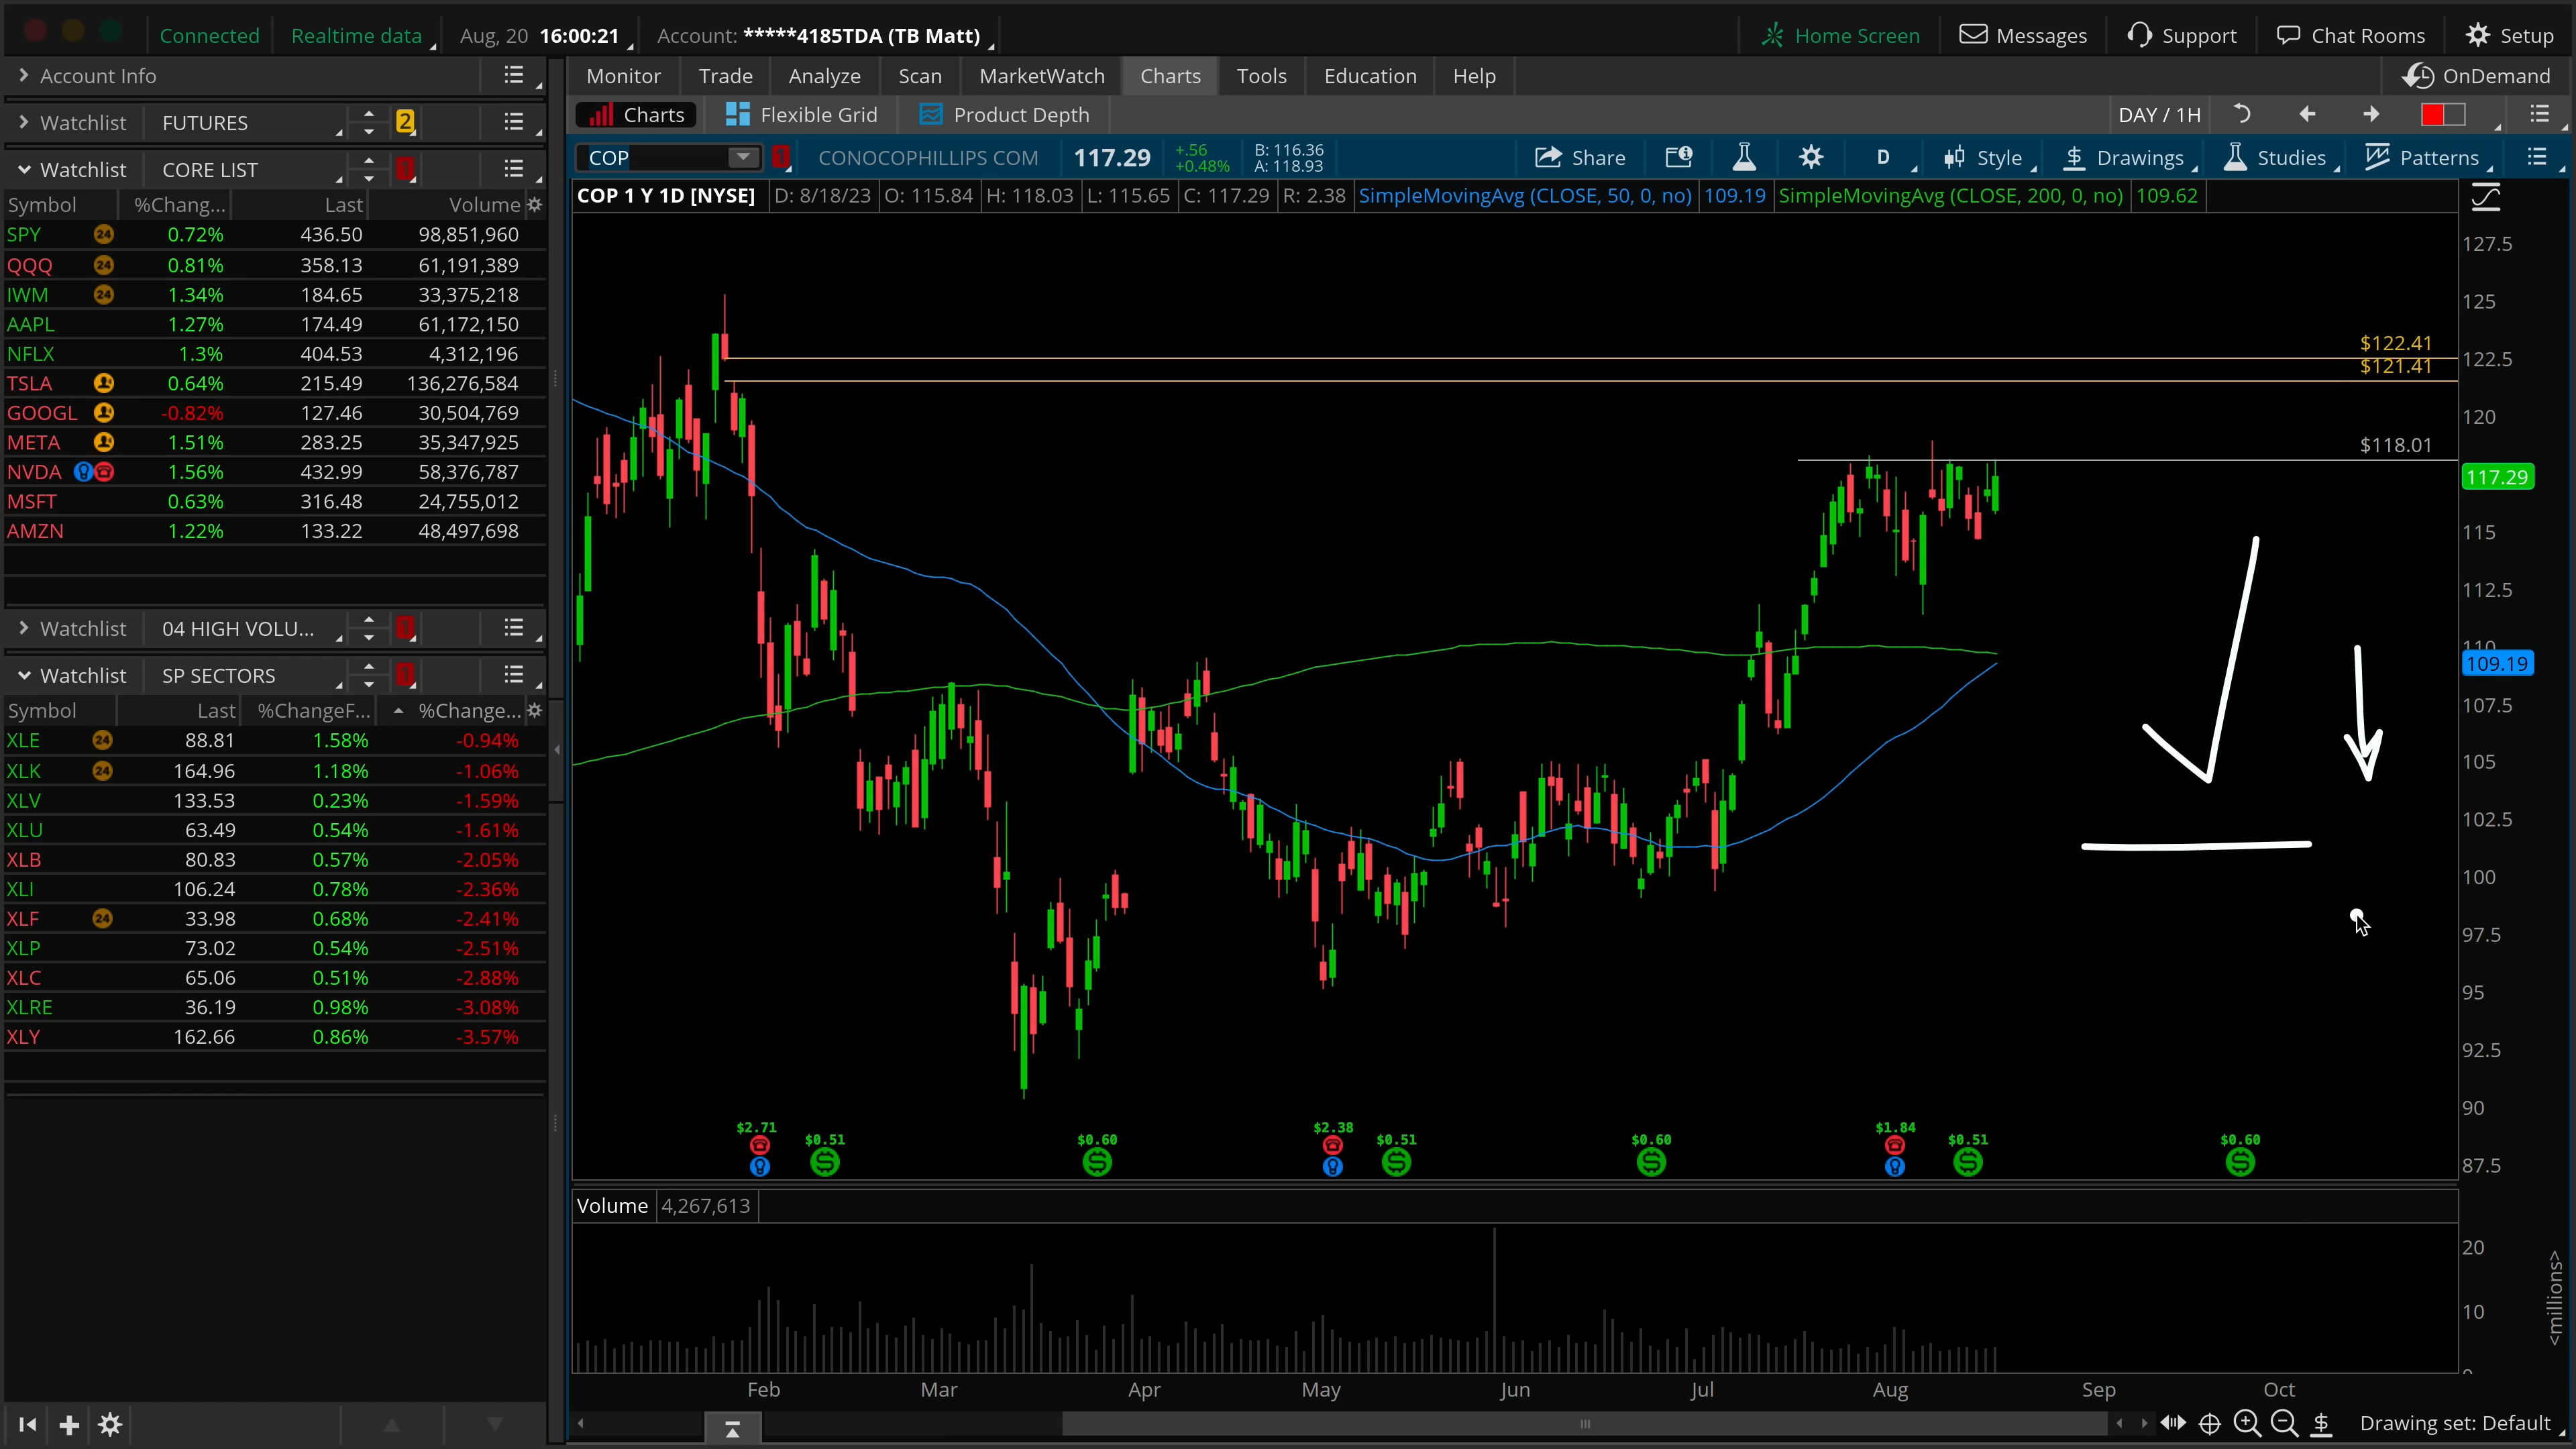 Connected Realtime data Aug, 20 16:00:21 Account: *****4185TDA (TB Matt) Home Screen Messages Support Chat Rooms Setup
Account Info
Watchlist FUTURES 2
Watchlist CORE LIST 1
Symbol %Chang... Last Volume
SPY 24 0.72% 436.50 98,851,960
QQQ 24 0.81% 358.13 61,191,389
IWM 24 1.34% 184.65 33,375,218
AAPL 1.27% 174.49 61,172,150
NFLX 1.3% 404.53 4,312,196
TSLA 0.64% 215.49 136,276,584
GOOGL -0.82% 127.46 30,504,769
META 1.51% 283.25 35,347,925
NVDA 1.56% 432.99 58,376,787
MSFT 0.63% 316.48 24,755,012
AMZN 1.22% 133.22 48,497,698
Watchlist 04 HIGH VOLU... 1
Watchlist SP SECTORS 1
Symbol Last %ChangeF... %Change...
XLE 24 88.81 1.58% -0.94%
XLK 24 164.96 1.18% -1.06%
XLV 133.53 0.23% -1.59%
XLU 63.49 0.54% -1.61%
XLB 80.83 0.57% -2.05%
XLI 106.24 0.78% -2.36%
XLF 24 33.98 0.68% -2.41%
XLP 73.02 0.54% -2.51%
XLC 65.06 0.51% -2.88%
XLRE 36.19 0.98% -3.08%
XLY 162.66 0.86% -3.57%
Monitor Trade Analyze Scan MarketWatch Charts Tools Education Help OnDemand
Charts Flexible Grid Product Depth DAY / 1H
COP 1 CONOCOPHILLIPS COM 117.29 +.56 +0.48% B: 116.36 A: 118.93 Share D Style Drawings Studies Patterns
COP 1 Y 1D [NYSE] D: 8/18/23 O: 115.84 H: 118.03 L: 115.65 C: 117.29 R: 2.38 SimpleMovingAvg (CLOSE, 50, 0, no) 109.19 SimpleMovingAvg (CLOSE, 200, 0, no) 109.62
127.5
125
$122.41
122.5
$121.41
120
$118.01
117.29
115
112.5
110
109.19
107.5
105
102.5
100
97.5
95
92.5
90
87.5
$2.71 $0.51 $0.60 $2.38 $0.51 $0.60 $1.84 $0.51 $0.60
Volume 4,267,613
20
10
<millions>
Feb Mar Apr May Jun Jul Aug Sep Oct
Drawing set: Default